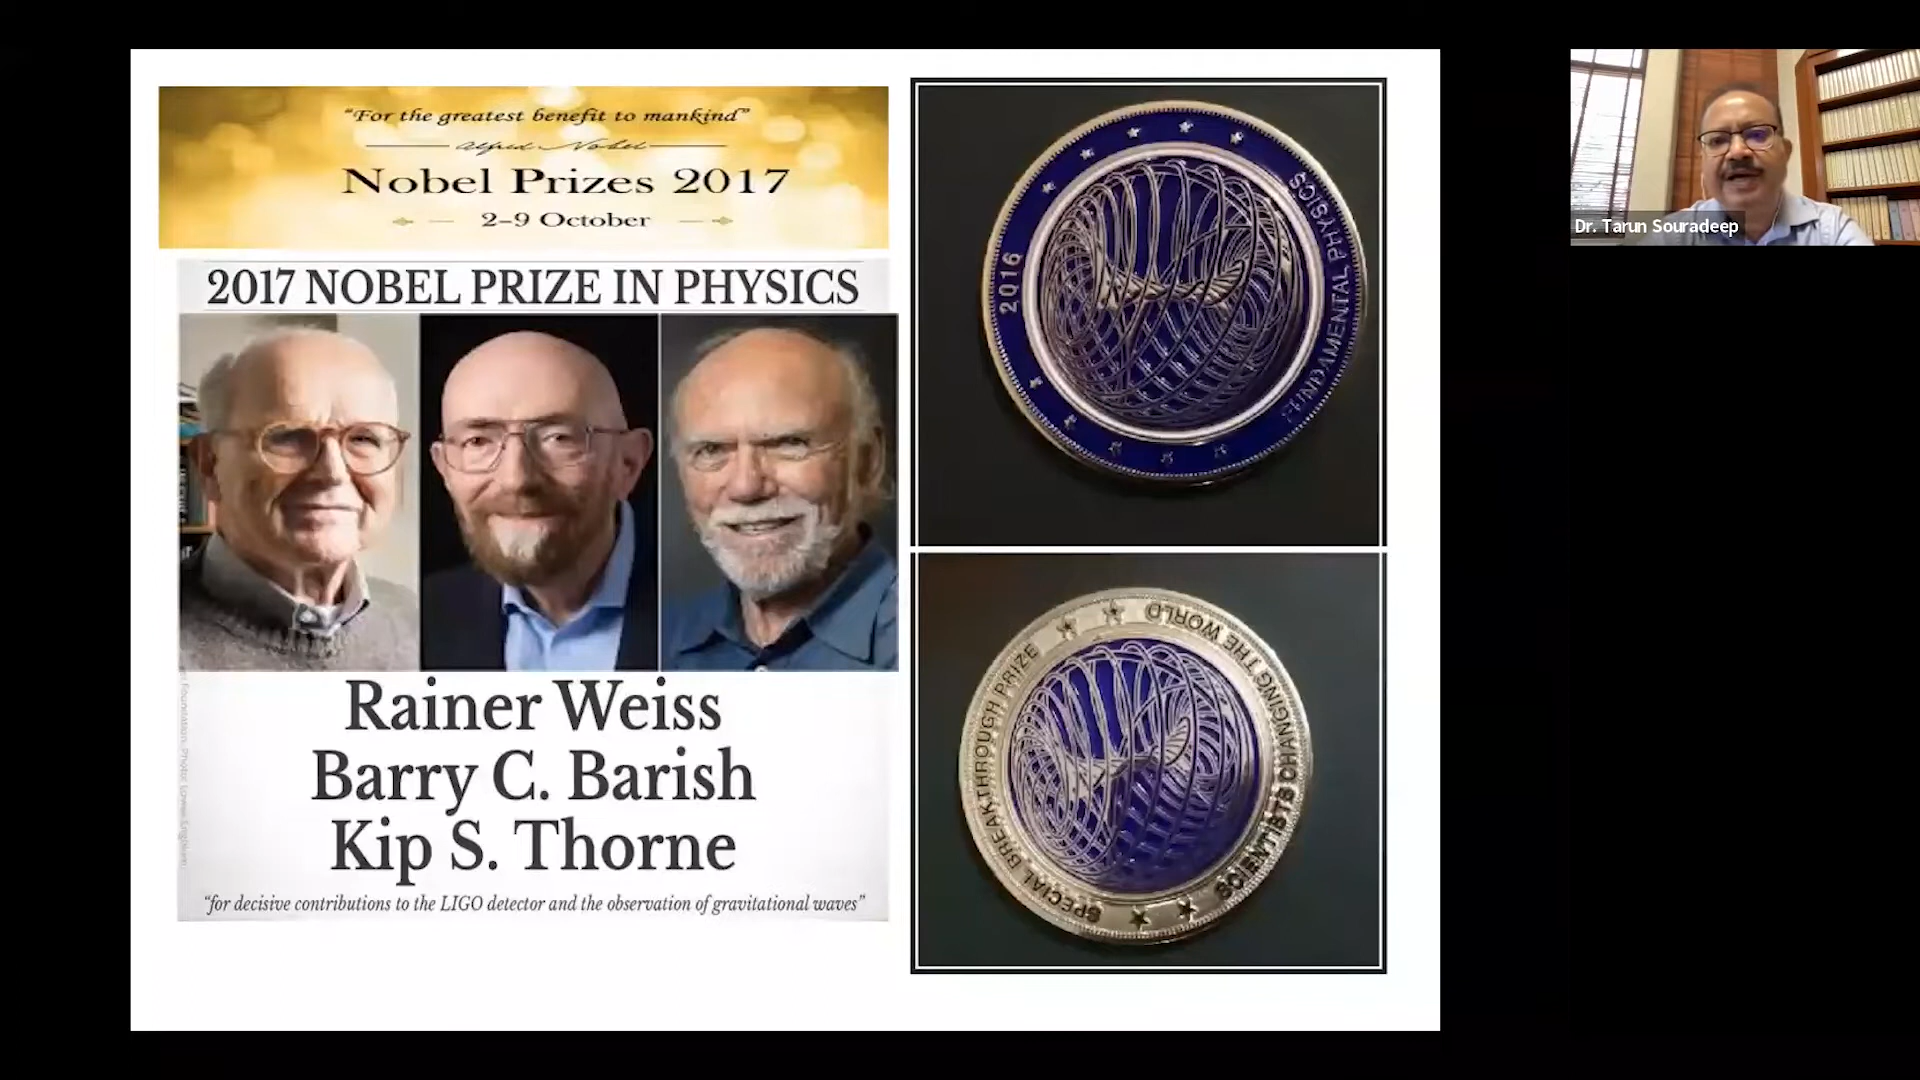 “For the greatest benefit to mankind”
Alfred Nobel
Nobel Prizes 2017
2–9 October
2017 NOBEL PRIZE IN PHYSICS
Rainer Weiss
Barry C. Barish
Kip S. Thorne
“for decisive contributions to the LIGO detector and the observation of gravitational waves”
2016
FUNDAMENTAL PHYSICS
SPECIAL BREAKTHROUGH PRIZE
SCIENTISTS CHANGING THE WORLD
Dr. Tarun Souradeep